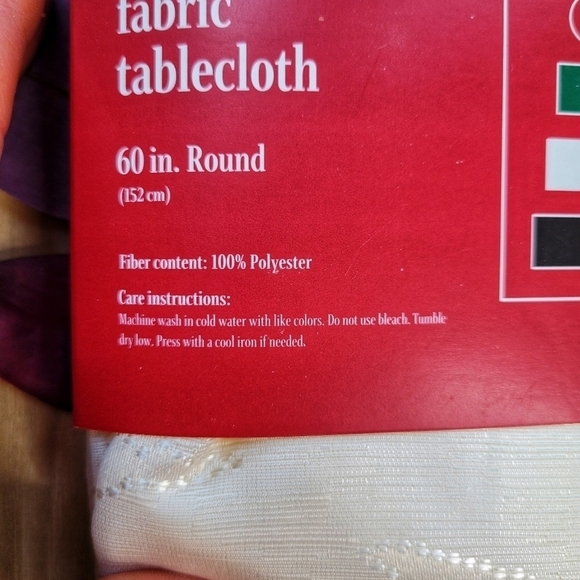 fabric
tablecloth
60 in. Round
(152 cm)
Fiber content: 100% Polyester
Care instructions:
Machine wash in cold water with like colors. Do not use bleach. Tumble
dry low. Press with a cool iron if needed.